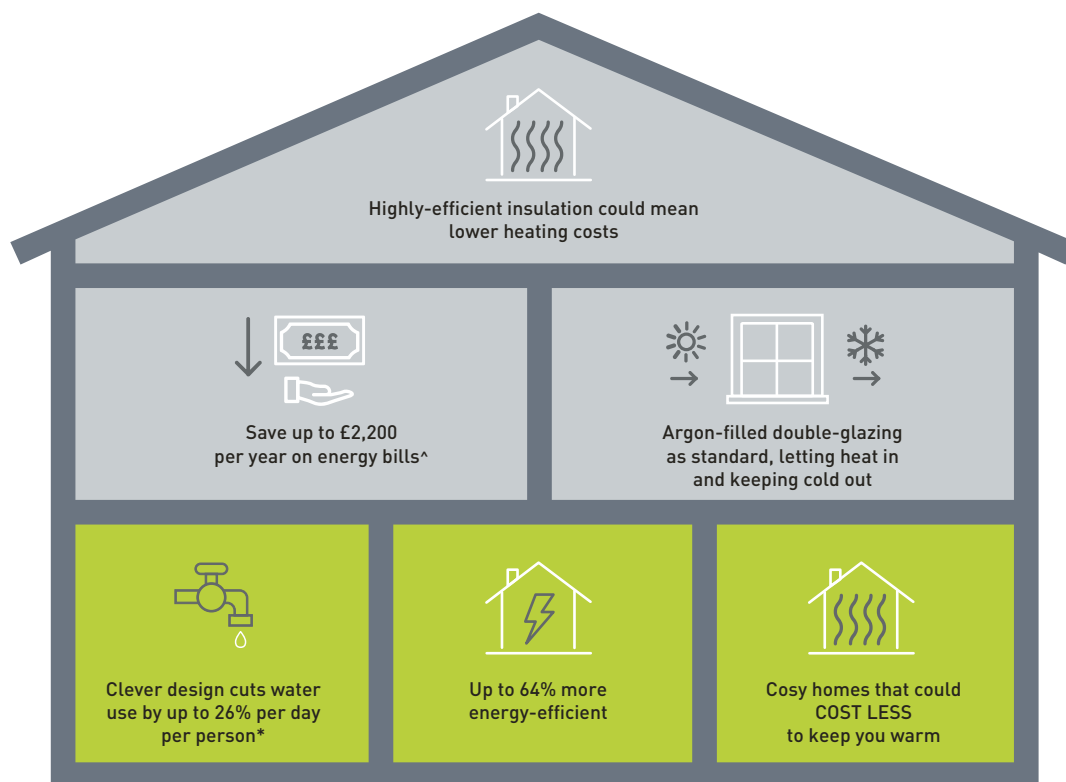 Highly-efficient insulation could mean
lower heating costs
£££
Save up to £2,200
per year on energy bills^
Argon-filled double-glazing
as standard, letting heat in
and keeping cold out
Clever design cuts water
use by up to 26% per day
per person*
Up to 64% more
energy-efficient
Cosy homes that could
COST LESS
to keep you warm